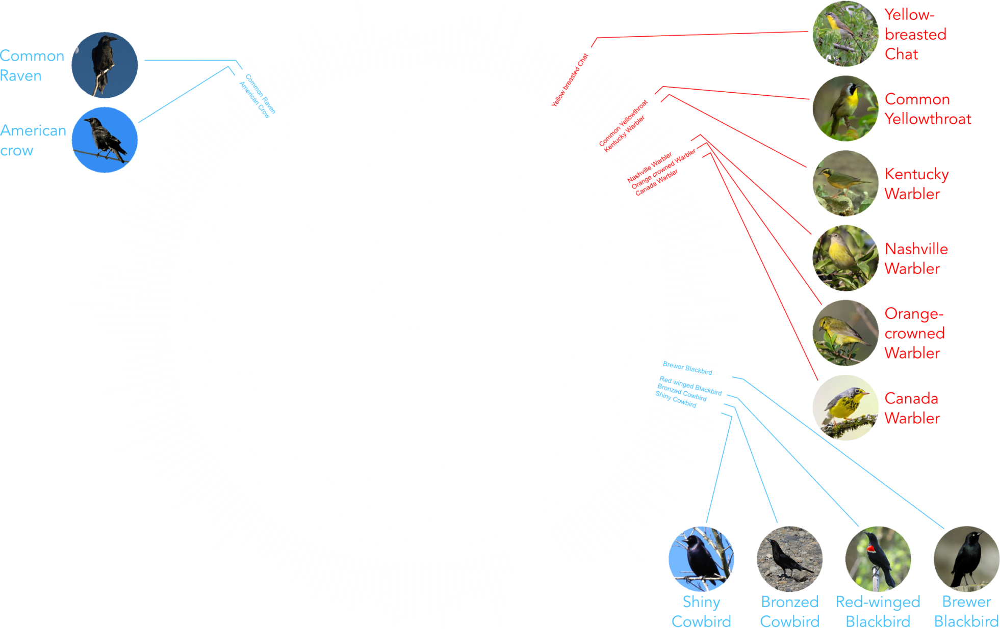 Common
Raven
American
crow
Common Raven
American Crow
Yellow breasted Chat
Common Yellowthroat
Kentucky Warbler
Nashville Warbler
Orange crowned Warbler
Canada Warbler
Yellow-
breasted
Chat
Common
Yellowthroat
Kentucky
Warbler
Nashville
Warbler
Orange-
crowned
Warbler
Canada
Warbler
Brewer Blackbird
Red winged Blackbird
Bronzed Cowbird
Shiny Cowbird
Shiny
Cowbird
Bronzed
Cowbird
Red-winged
Blackbird
Brewer
Blackbird